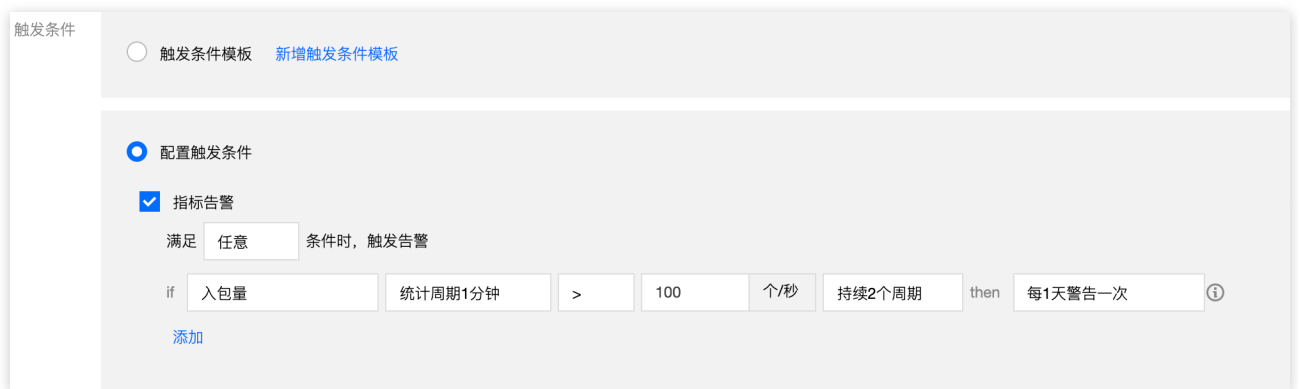 触发条件
触发条件模板 新增触发条件模板
配置触发条件
指标告警
满足 任意 条件时，触发告警
if 入包量 统计周期1分钟 > 100 个/秒 持续2个周期 then 每1天警告一次
添加